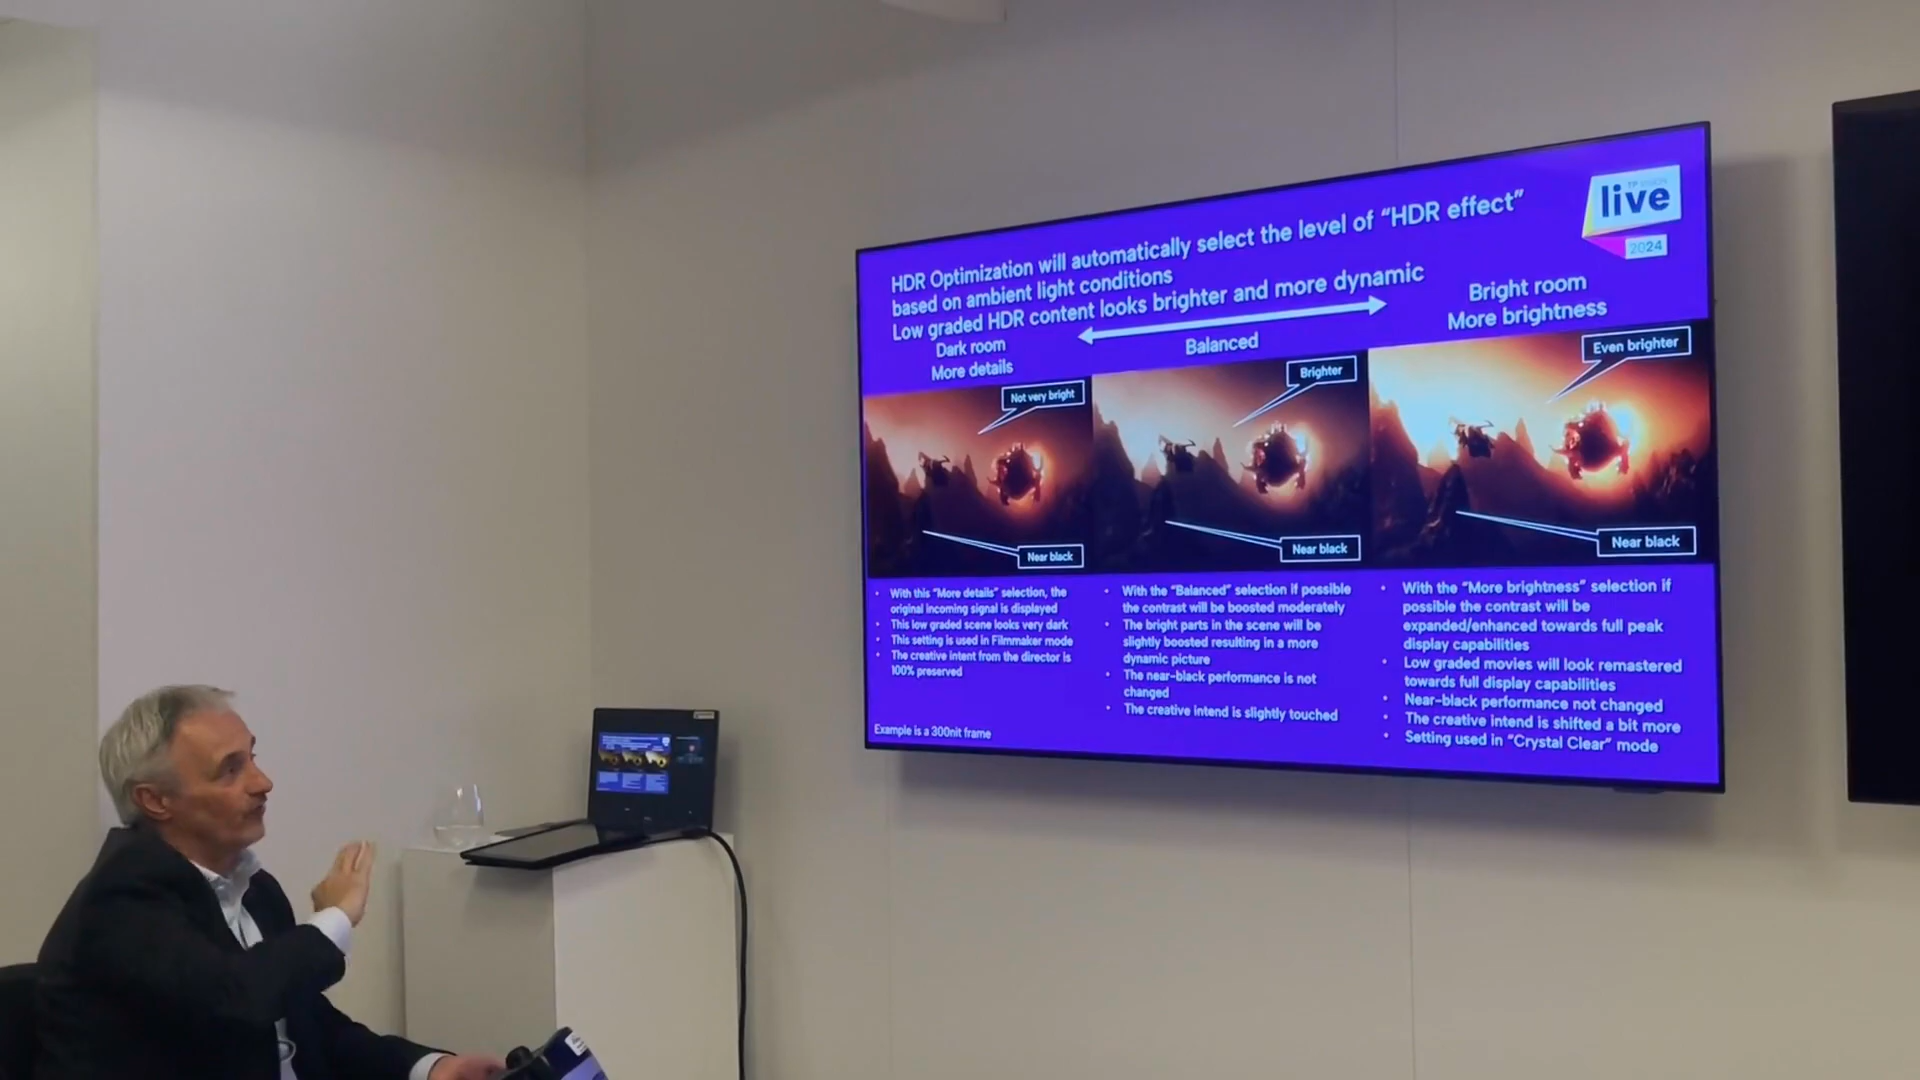 TP VISION
live
2024
HDR Optimization will automatically select the level of “HDR effect”
based on ambient light conditions
Low graded HDR content looks brighter and more dynamic
Dark room
More details
Balanced
Bright room
More brightness
Not very bright
Near black
Brighter
Near black
Even brighter
Near black
• With this “More details” selection, the
original incoming signal is displayed
• This low graded scene looks very dark
• This setting is used in Filmmaker mode
• The creative intent from the director is
100% preserved
• With the “Balanced” selection if possible
the contrast will be boosted moderately
• The bright parts in the scene will be
slightly boosted resulting in a more
dynamic picture
• The near-black performance is not
changed
• The creative intend is slightly touched
• With the “More brightness” selection if
possible the contrast will be
expanded/enhanced towards full peak
display capabilities
• Low graded movies will look remastered
towards full display capabilities
• Near-black performance not changed
• The creative intend is shifted a bit more
• Setting used in “Crystal Clear” mode
Example is a 300nit frame